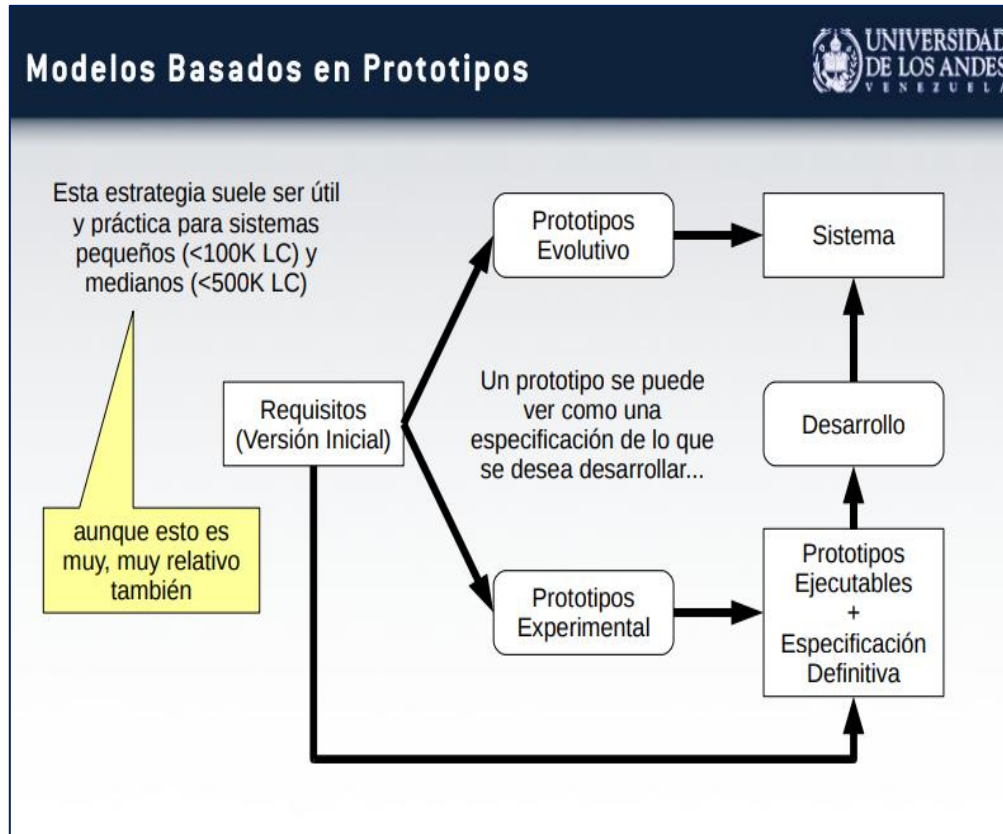 Modelos Basados en Prototipos
UNIVERSIDAD
DE LOS ANDES
VENEZUELA
Esta estrategia suele ser útil
y práctica para sistemas
pequeños (<100K LC) y
medianos (<500K LC)
Prototipos
Evolutivo
Sistema
Requisitos
(Versión Inicial)
Un prototipo se puede
ver como una
especificación de lo que
se desea desarrollar...
Desarrollo
aunque esto es
muy, muy relativo
también
Prototipos
Experimental
Prototipos
Ejecutables
+
Especificación
Definitiva